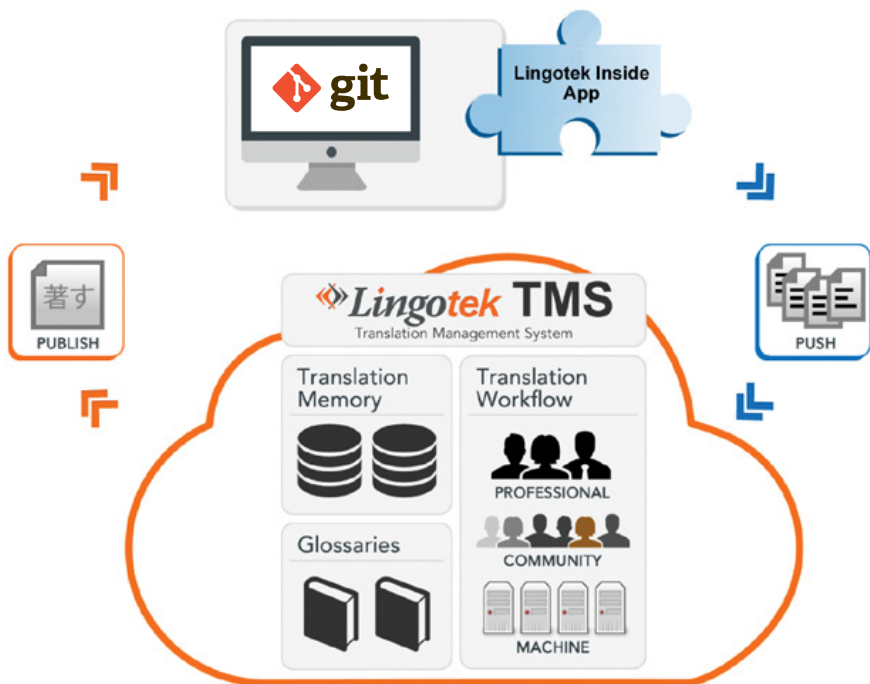 git
Lingotek Inside
App
著す
PUBLISH
PUSH
Lingotek TMS
Translation Management System
Translation
Memory
Translation
Workflow
PROFESSIONAL
COMMUNITY
Glossaries
MACHINE